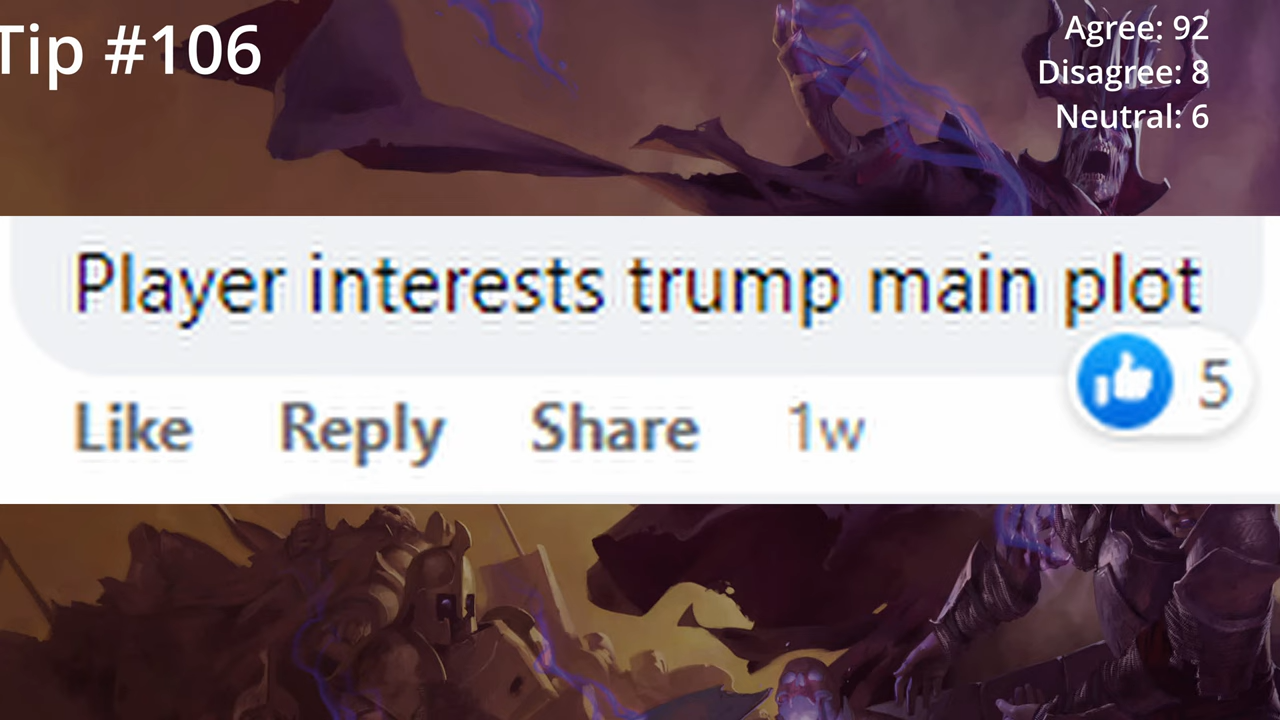 Tip #106
Agree: 92
Disagree: 8
Neutral: 6
Player interests trump main plot
5
Like Reply Share 1w